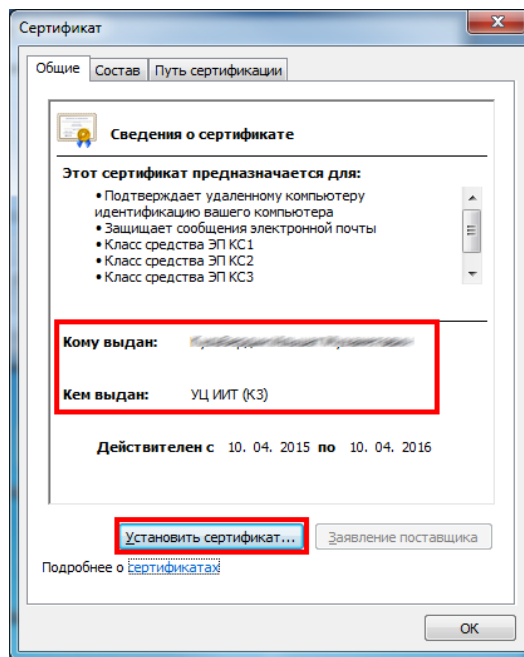 Сертификат
Общие Состав Путь сертификации
Сведения о сертификате
Этот сертификат предназначается для:
• Подтверждает удаленному компьютеру
идентификацию вашего компьютера
• Защищает сообщения электронной почты
• Класс средства ЭП КС1
• Класс средства ЭП КС2
• Класс средства ЭП КС3
Кому выдан:
Кем выдан: УЦ ИИТ (К3)
Действителен с 10. 04. 2015 по 10. 04. 2016
Установить сертификат... Заявление поставщика
Подробнее о сертификатах
ОК